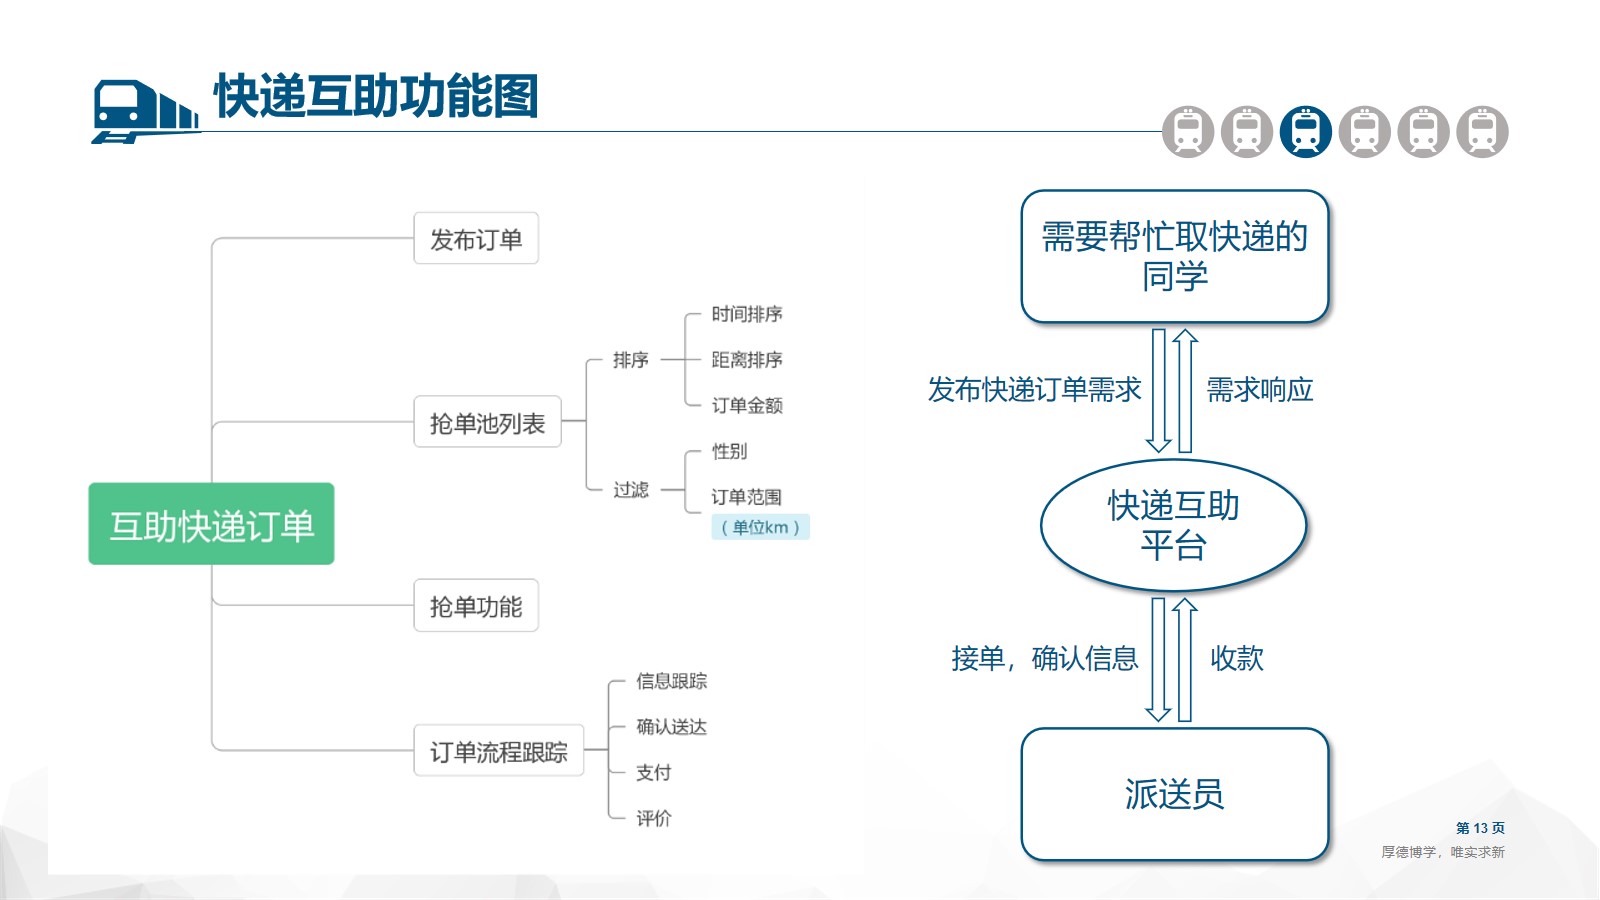 快递互助功能图
互助快递订单
发布订单
抢单池列表
排序
时间排序
距离排序
订单金额
过滤
性别
订单范围
（单位km）
抢单功能
订单流程跟踪
信息跟踪
确认送达
支付
评价
需要帮忙取快递的
同学
发布快递订单需求
需求响应
快递互助
平台
接单，确认信息
收款
派送员
第 13 页
厚德博学，唯实求新